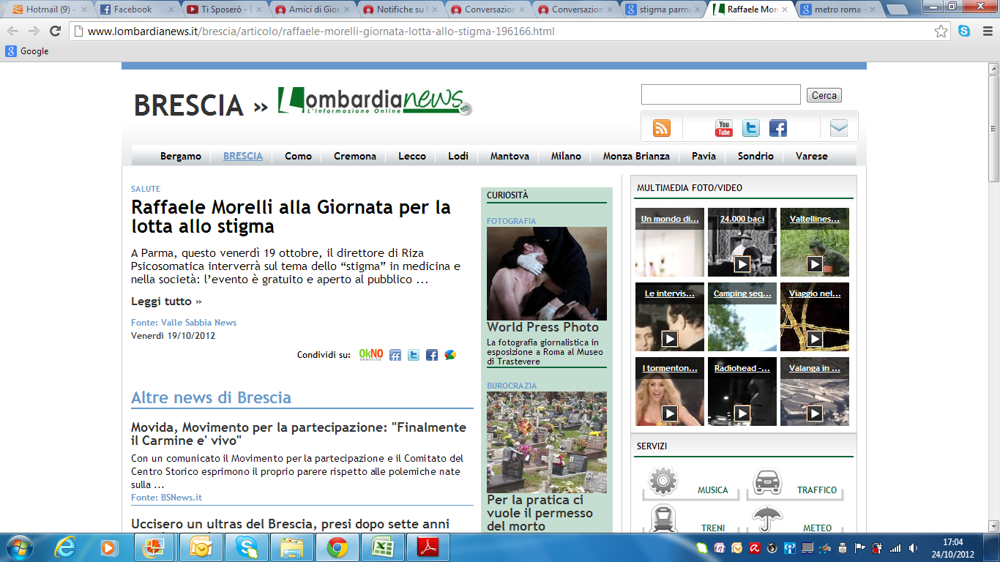 Hotmail (9) -
Facebook
Ti Sposerò - L
Amici di Gior
Notifiche su
Conversazion
Conversazion
stigma parma
Raffaele More
metro roma -
www.lombardianews.it/brescia/articolo/raffaele-morelli-giornata-lotta-allo-stigma-196166.html
Google
BRESCIA »
Lombardianews
L'Informazione Online
Cerca
You Tube
Bergamo
BRESCIA
Como
Cremona
Lecco
Lodi
Mantova
Milano
Monza Brianza
Pavia
Sondrio
Varese
SALUTE
Raffaele Morelli alla Giornata per la
lotta allo stigma
A Parma, questo venerdì 19 ottobre, il direttore di Riza
Psicosomatica interverrà sul tema dello “stigma” in medicina e
nella società: l’evento è gratuito e aperto al pubblico ...
Leggi tutto »
Fonte: Valle Sabbia News
Venerdì 19/10/2012
Condividi su:
OkNO
OKNOTIZIE
Altre news di Brescia
Movida, Movimento per la partecipazione: "Finalmente
il Carmine e' vivo"
Con un comunicato il Movimento per la partecipazione e il Comitato del
Centro Storico esprimono il proprio parere rispetto alle polemiche nate
sulla ...
Fonte: BSNews.it
Uccisero un ultras del Brescia, presi dopo sette anni
CURIOSITÀ
FOTOGRAFIA
World Press Photo
La fotografia giornalistica in
esposizione a Roma al Museo
di Trastevere
BUROCRAZIA
Per la pratica ci
vuole il permesso
del morto
MULTIMEDIA FOTO/VIDEO
Un mondo di...
24.000 baci
Valtellines...
Le intervis...
Camping seq...
Viaggio nel...
I tormenton...
Radiohead -...
Valanga in ...
SERVIZI
MUSICA
TRAFFICO
TRENI
METEO
17:04
24/10/2012